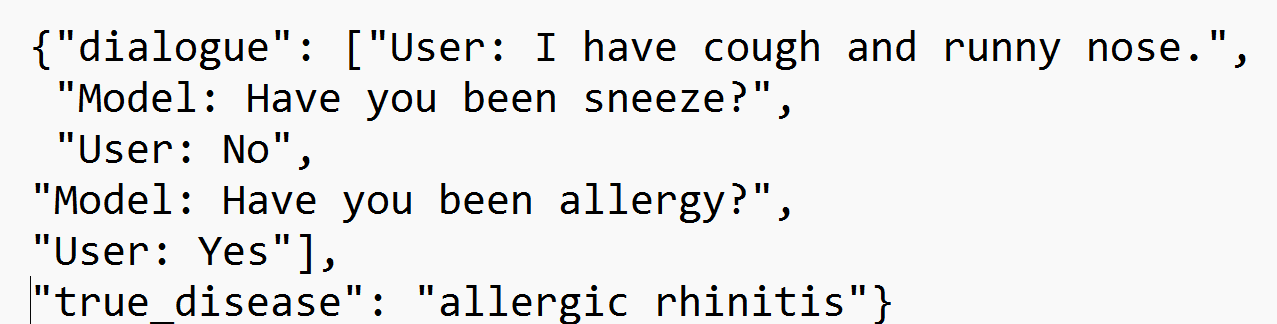 {"dialogue": ["User: I have cough and runny nose.",
"Model: Have you been sneeze?",
"User: No",
"Model: Have you been allergy?",
"User: Yes"],
"true_disease": "allergic rhinitis"}